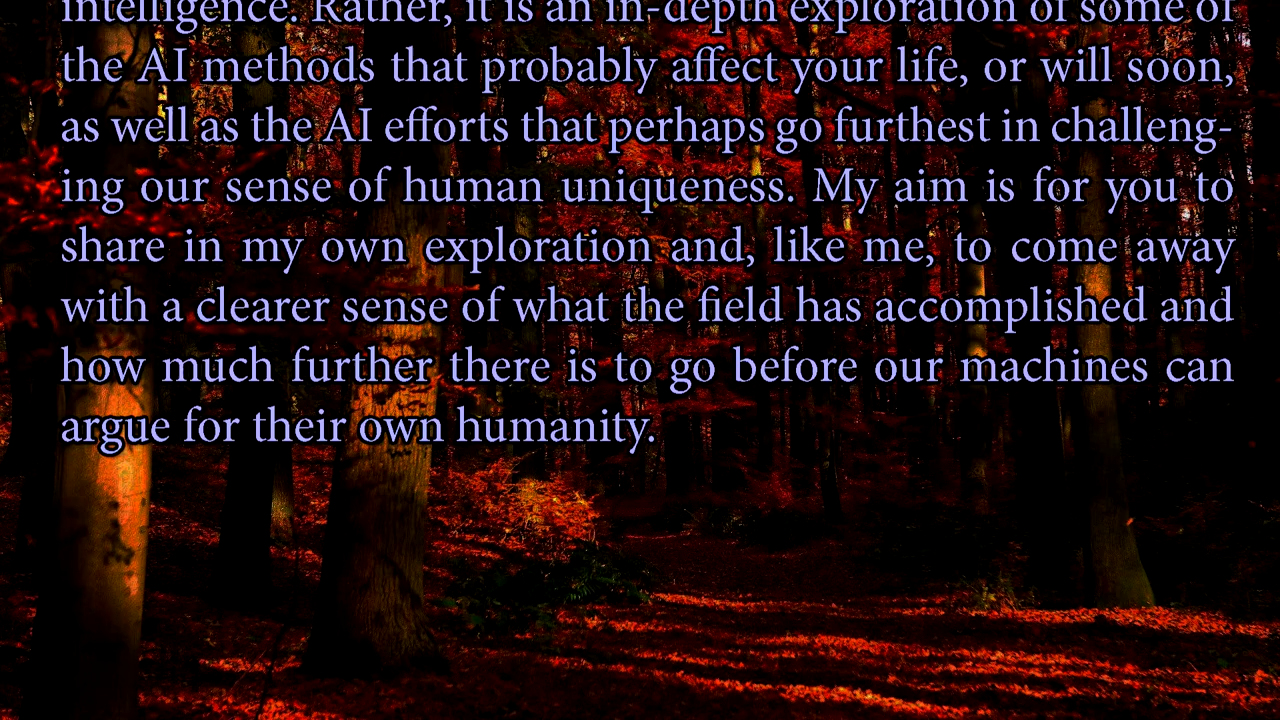 intelligence. Rather, it is an in-depth exploration of some of
the AI methods that probably affect your life, or will soon,
as well as the AI efforts that perhaps go furthest in challeng-
ing our sense of human uniqueness. My aim is for you to
share in my own exploration and, like me, to come away
with a clearer sense of what the field has accomplished and
how much further there is to go before our machines can
argue for their own humanity.